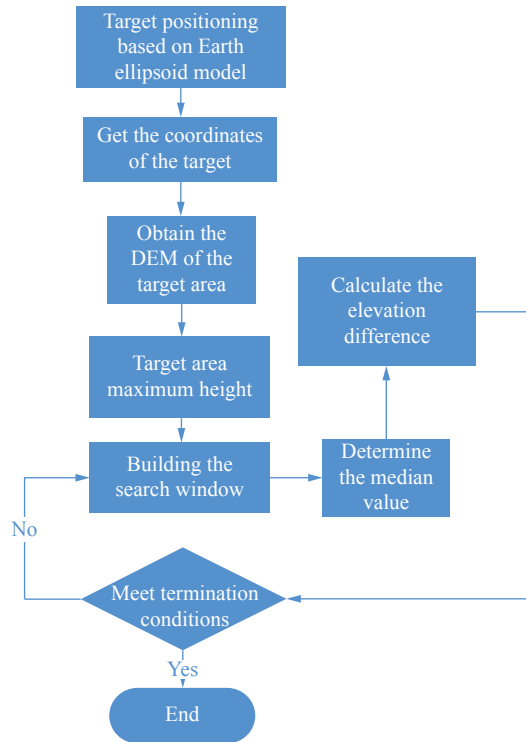 Target positioning
based on Earth
ellipsoid model
Get the coordinates
of the target
Obtain the
DEM of the
target area
Target area
maximum height
Building the
search window
Determine
the median
value
Calculate the
elevation
difference
Meet termination
conditions
No
Yes
End